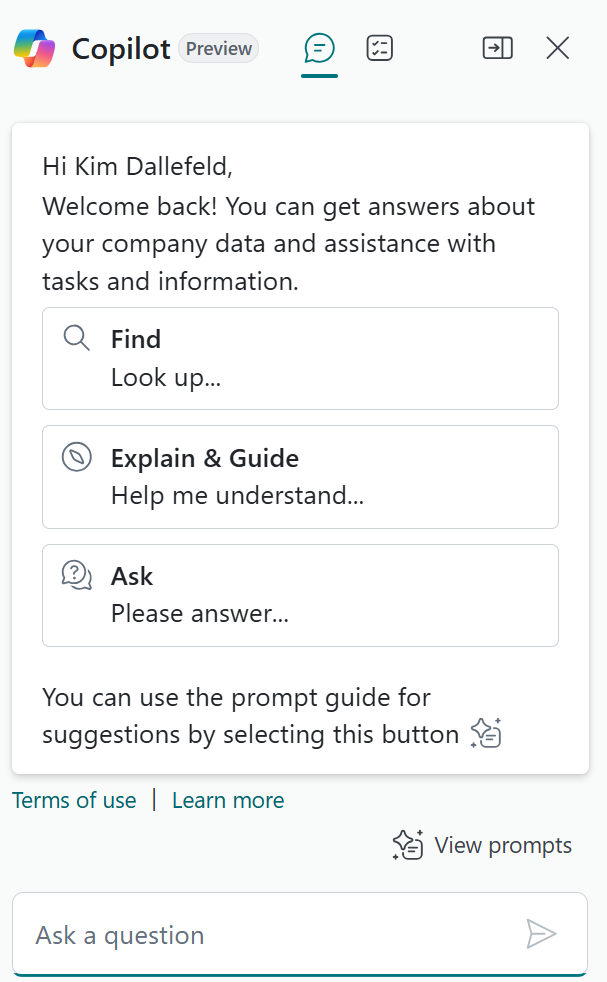 Copilot Preview
Hi Kim Dallefeld,
Welcome back! You can get answers about
your company data and assistance with
tasks and information.
Find
Look up...
Explain & Guide
Help me understand...
Ask
Please answer...
You can use the prompt guide for
suggestions by selecting this button
Terms of use | Learn more
View prompts
Ask a question